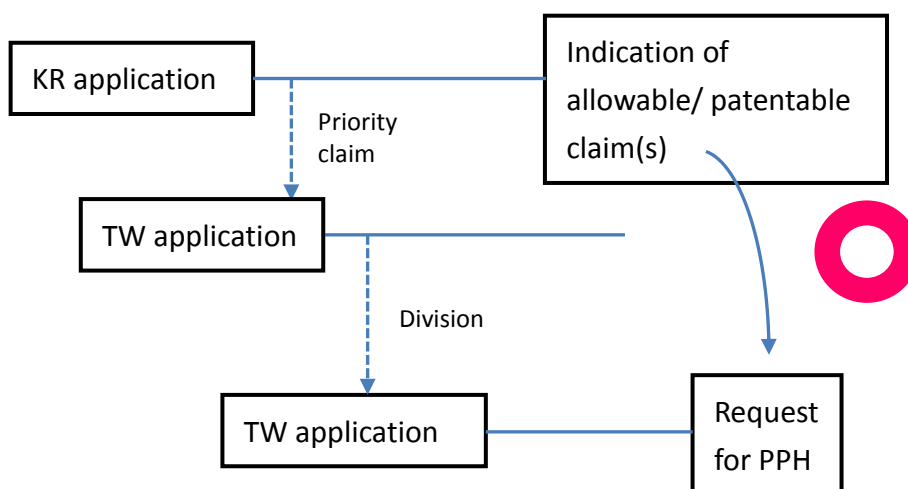 KR application
Indication of
allowable/ patentable
claim(s)
Priority
claim
TW application
Division
TW application
Request
for PPH